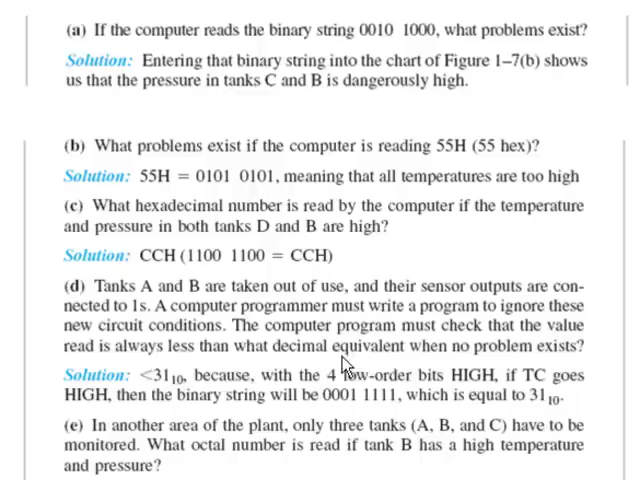 (a) If the computer reads the binary string 0010 1000, what problems exist?
Solution: Entering that binary string into the chart of Figure 1–7(b) shows
us that the pressure in tanks C and B is dangerously high.
(b) What problems exist if the computer is reading 55H (55 hex)?
Solution: 55H = 0101 0101, meaning that all temperatures are too high
(c) What hexadecimal number is read by the computer if the temperature
and pressure in both tanks D and B are high?
Solution: CCH (1100 1100 = CCH)
(d) Tanks A and B are taken out of use, and their sensor outputs are con-
nected to 1s. A computer programmer must write a program to ignore these
new circuit conditions. The computer program must check that the value
read is always less than what decimal equivalent when no problem exists?
Solution: <31₁₀, because, with the 4 low-order bits HIGH, if TC goes
HIGH, then the binary string will be 0001 1111, which is equal to 31₁₀.
(e) In another area of the plant, only three tanks (A, B, and C) have to be
monitored. What octal number is read if tank B has a high temperature
and pressure?